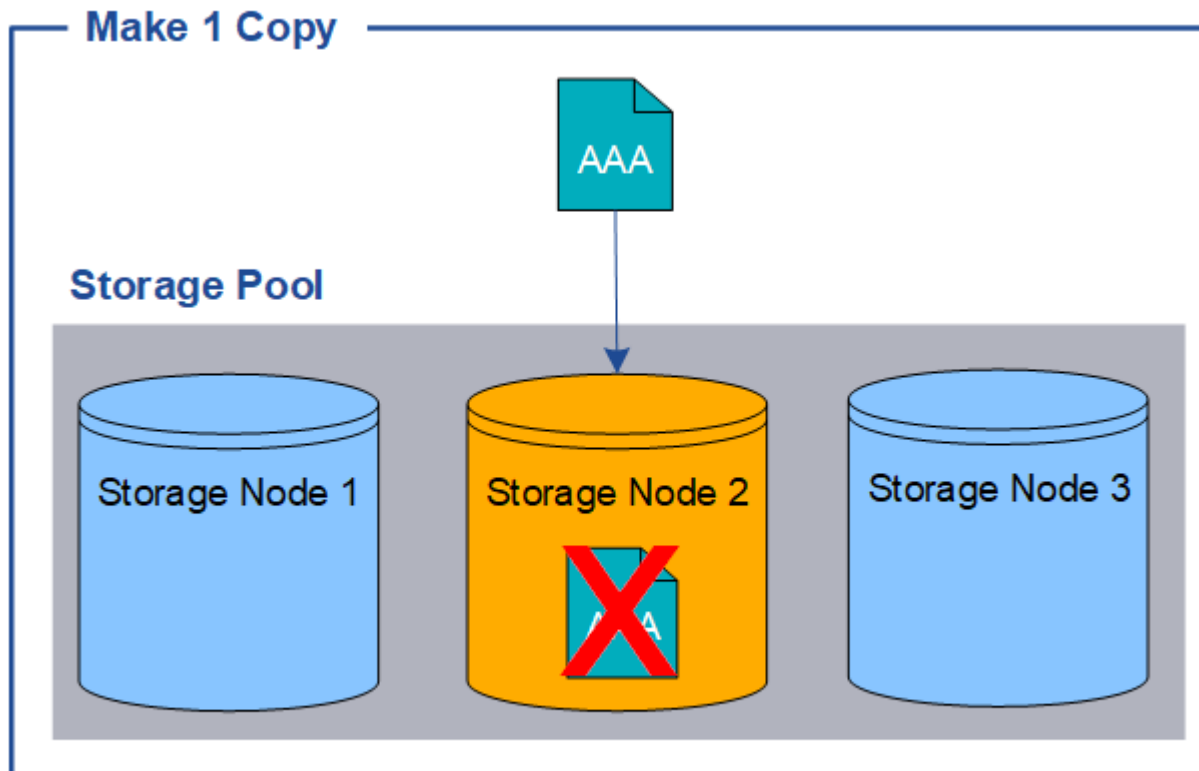 Make 1 Copy
AAA
Storage Pool
Storage Node 1
Storage Node 2
Storage Node 3